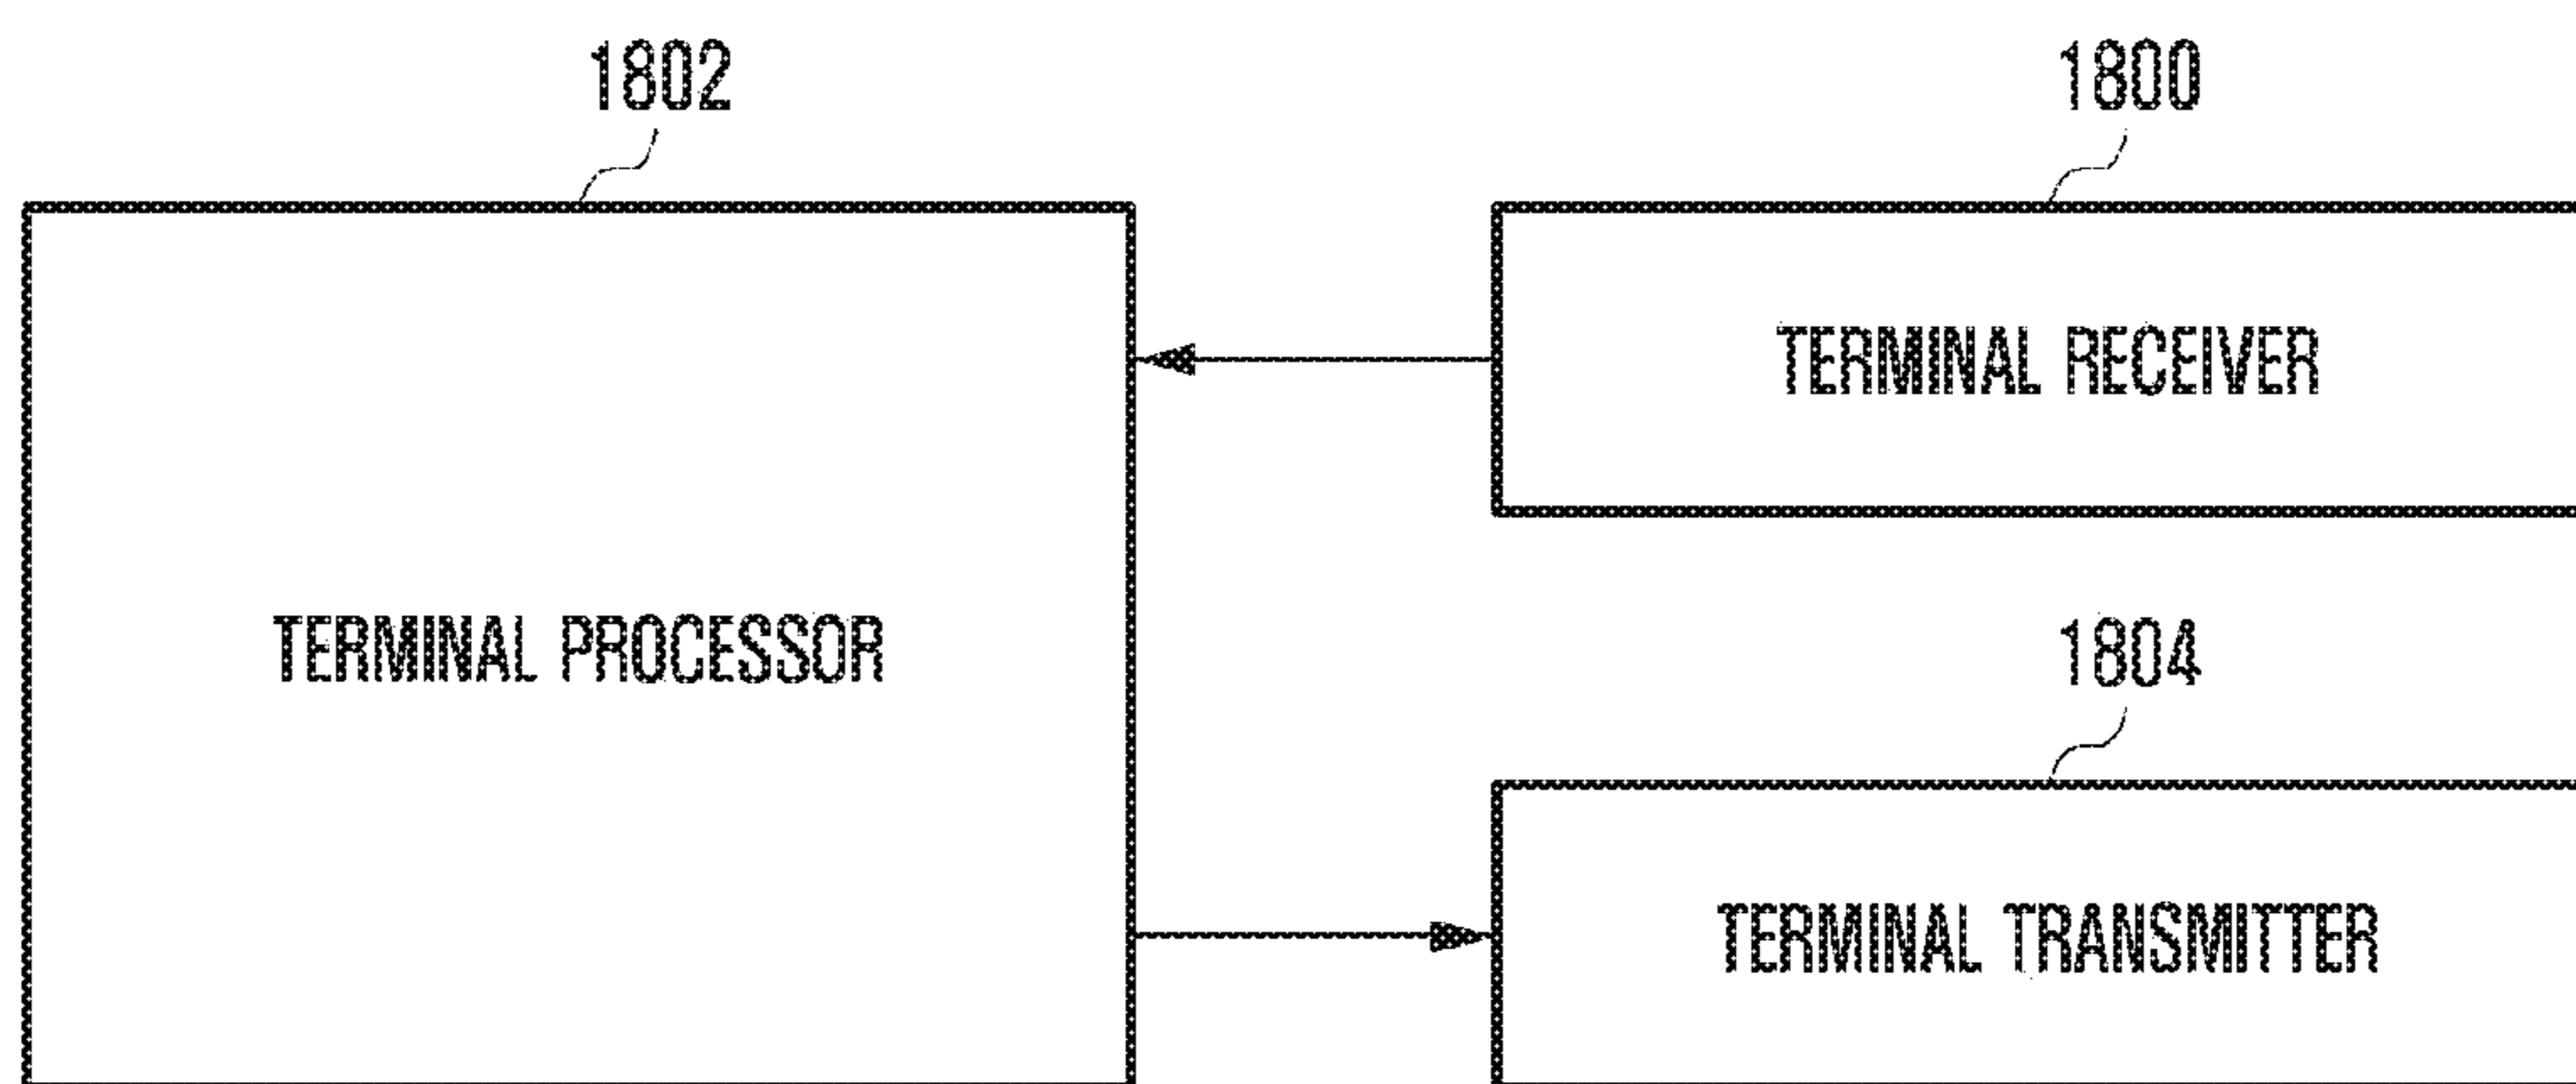 1802
1800
TERMINAL RECEIVER
TERMINAL PROCESSOR
1804
TERMINAL TRANSMITTER